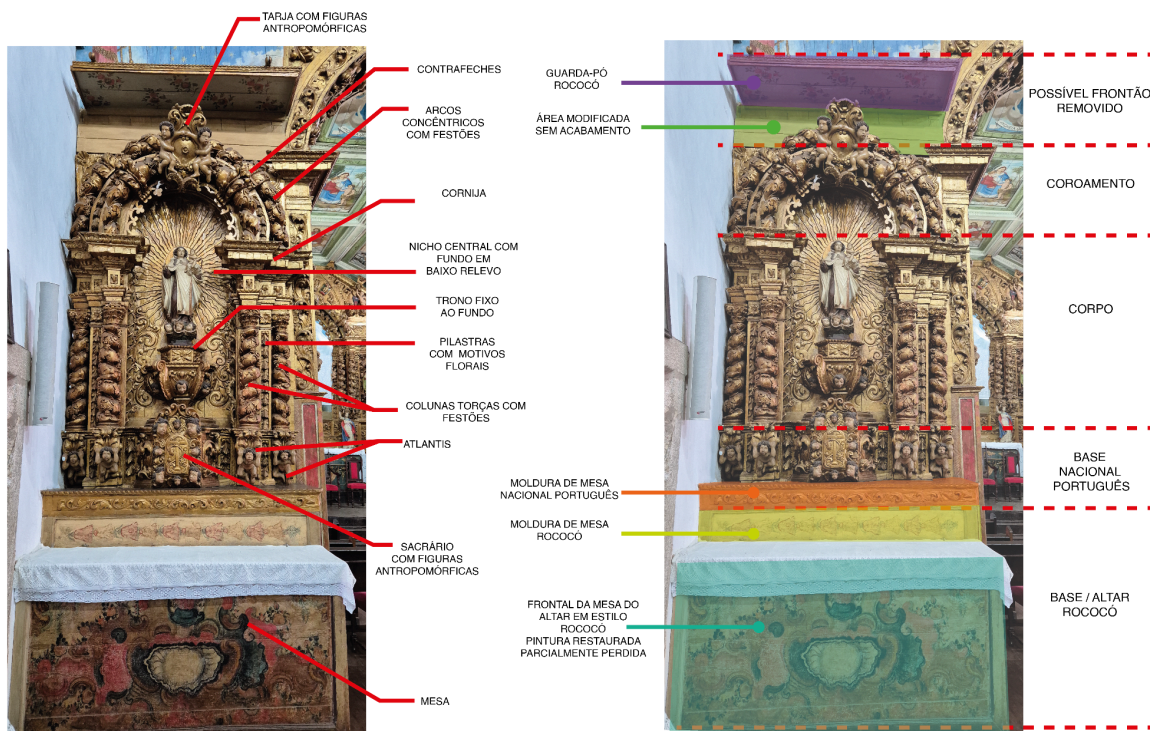 TARJA COM FIGURAS
ANTROPOMÓRFICAS
CONTRAFECHES
ARCOS
CONCÊNTRICOS
COM FESTÕES
CORNIJA
NICHO CENTRAL COM
FUNDO EM
BAIXO RELEVO
TRONO FIXO
AO FUNDO
PILASTRAS
COM MOTIVOS
FLORAIS
COLUNAS TORÇAS COM
FESTÕES
ATLANTIS
SACRÁRIO
COM FIGURAS
ANTROPOMÓRFICAS
MESA
GUARDA-PÓ
ROCOCÓ
ÁREA MODIFICADA
SEM ACABAMENTO
MOLDURA DE MESA
NACIONAL PORTUGUÊS
MOLDURA DE MESA
ROCOCÓ
FRONTAL DA MESA DO
ALTAR EM ESTILO
ROCOCÓ
PINTURA RESTAURADA
PARCIALMENTE PERDIDA
POSSÍVEL FRONTÃO
REMOVIDO
COROAMENTO
CORPO
BASE
NACIONAL
PORTUGUÊS
BASE / ALTAR
ROCOCÓ